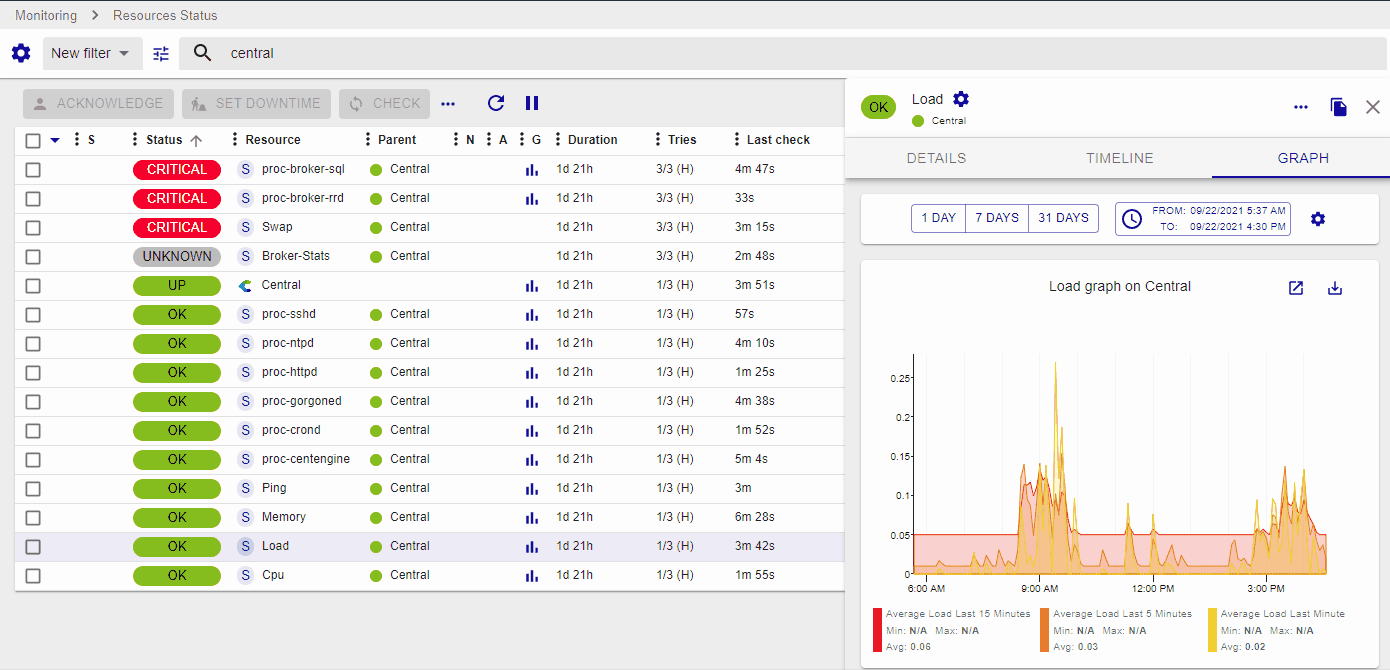 Monitoring > Resources Status
New filter central
ACKNOWLEDGE SET DOWNTIME CHECK
S Status Resource Parent N A G Duration Tries Last check
CRITICAL S proc-broker-sql Central 1d 21h 3/3 (H) 4m 47s
CRITICAL S proc-broker-rrd Central 1d 21h 3/3 (H) 33s
CRITICAL S Swap Central 1d 21h 3/3 (H) 3m 15s
UNKNOWN S Broker-Stats Central 1d 21h 3/3 (H) 2m 48s
UP Central 1d 21h 1/3 (H) 3m 51s
OK S proc-sshd Central 1d 21h 1/3 (H) 57s
OK S proc-ntpd Central 1d 21h 1/3 (H) 4m 10s
OK S proc-httpd Central 1d 21h 1/3 (H) 1m 25s
OK S proc-gorgoned Central 1d 21h 1/3 (H) 4m 38s
OK S proc-crond Central 1d 21h 1/3 (H) 1m 52s
OK S proc-centengine Central 1d 21h 1/3 (H) 5m 4s
OK S Ping Central 1d 21h 1/3 (H) 3m
OK S Memory Central 1d 21h 1/3 (H) 6m 28s
OK S Load Central 1d 21h 1/3 (H) 3m 42s
OK S Cpu Central 1d 21h 1/3 (H) 1m 55s
OK Load
Central
DETAILS TIMELINE GRAPH
1 DAY 7 DAYS 31 DAYS
FROM: 09/22/2021 5:37 AM
TO: 09/22/2021 4:30 PM
Load graph on Central
0.25
0.2
0.15
0.1
0.05
0
6:00 AM 9:00 AM 12:00 PM 3:00 PM
Average Load Last 15 Minutes Average Load Last 5 Minutes Average Load Last Minute
Min: N/A Max: N/A Min: N/A Max: N/A Min: N/A Max: N/A
Avg: 0.06 Avg: 0.03 Avg: 0.02